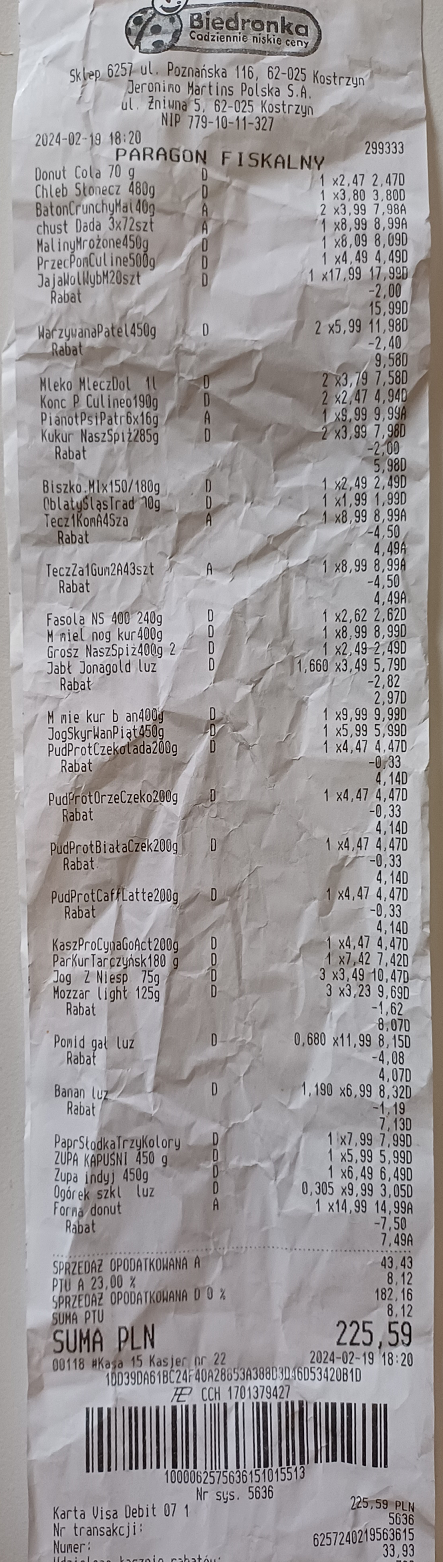 Biedronka
Codziennie niskie ceny
Sklep 6257 ul. Poznańska 116, 62-025 Kostrzyn
Jeronimo Martins Polska S.A.
ul. Żniwna 5, 62-025 Kostrzyn
NIP 779-10-11-327
2024-02-19 18:20 299333
PARAGON FISKALNY
Donut Cola 70 g D 1 x2,47 2,47D
Chleb Słonecz 480g D 1 x3,80 3,80D
BatonCrunchyMal40g A 2 x3,99 7,98A
chust Dada 3x72szt A 1 x8,99 8,99A
MalinyMrożone450g D 1 x8,09 8,09D
PrzecPomCuline500g D 1 x4,49 4,49D
JajaWolWybM20szt D 1 x17,99 17,99D
Rabat -2,00
15,99D
WarzywanaPatel450g D 2 x5,99 11,98D
Rabat -2,40
9,58D
Mleko MleczDol 1l D 2 x3,79 7,58D
Konc P Culineo190g D 2 x2,47 4,94D
PianotPsiPatr6x16g A 1 x9,99 9,99A
Kukur NaszSpiż285g D 2 x3,99 7,98D
Rabat -2,00
5,98D
Biszko.Mix150/180g D 1 x2,49 2,49D
OblatyŚląsTrad 90g D 1 x1,99 1,99D
Tecz1KomA4Sza A 1 x8,99 8,99A
Rabat -4,50
4,49A
TeczZa1Gum2A43szt A 1 x8,99 8,99A
Rabat -4,50
4,49A
Fasola NS 400 240g D 1 x2,62 2,62D
M miel nog kur400g D 1 x8,99 8,99D
Grosz NaszSpiż400g 2 D 1 x2,49 2,49D
Jabł Jonagold luz D 1,660 x3,49 5,79D
Rabat -2,82
2,97D
M mie kur b an400g D 1 x9,99 9,99D
JogSkyrWanPiąt450g D 1 x5,99 5,99D
PudProtCzekolada200g D 1 x4,47 4,47D
Rabat -0,33
4,14D
PudProtOrzeCzeko200g D 1 x4,47 4,47D
Rabat -0,33
4,14D
PudProtBiałaCzek200g D 1 x4,47 4,47D
Rabat -0,33
4,14D
PudProtCaffLatte200g D 1 x4,47 4,47D
Rabat -0,33
4,14D
KaszProCynaGoAct200g D 1 x4,47 4,47D
ParKurTarczyńsk180 g D 1 x7,42 7,42D
Jog Z Niesp 75g D 3 x3,49 10,47D
Mozzar light 125g D 3 x3,23 9,69D
Rabat -1,62
8,07D
Pomid gał luz D 0,680 x11,99 8,15D
Rabat -4,08
4,07D
Banan luz D 1,190 x6,99 8,32D
Rabat -1,19
7,13D
PaprSłodkaTrzyKolory D 1 x7,99 7,99D
ZUPA KAPUŚNI 450 g D 1 x5,99 5,99D
Zupa indyj 450g D 1 x6,49 6,49D
Ogórek szkl luz D 0,305 x9,99 3,05D
Forma donut A 1 x14,99 14,99A
Rabat -7,50
7,49A
SPRZEDAŻ OPODATKOWANA A 43,43
PTU A 23,00 % 8,12
SPRZEDAŻ OPODATKOWANA D 0 % 182,16
SUMA PTU 8,12
SUMA PLN 225,59
00118 #Kasa 15 Kasjer nr 22 2024-02-19 18:20
1DD39DA61BC24F40A28653A388D3D46D53420B1D
CCH 1701379427
1000062575636151015513
Nr sys. 5636
Karta Visa Debit 07 1 225,59 PLN
Nr transakcji: 5636
Numer: 6257240219563615
33,93